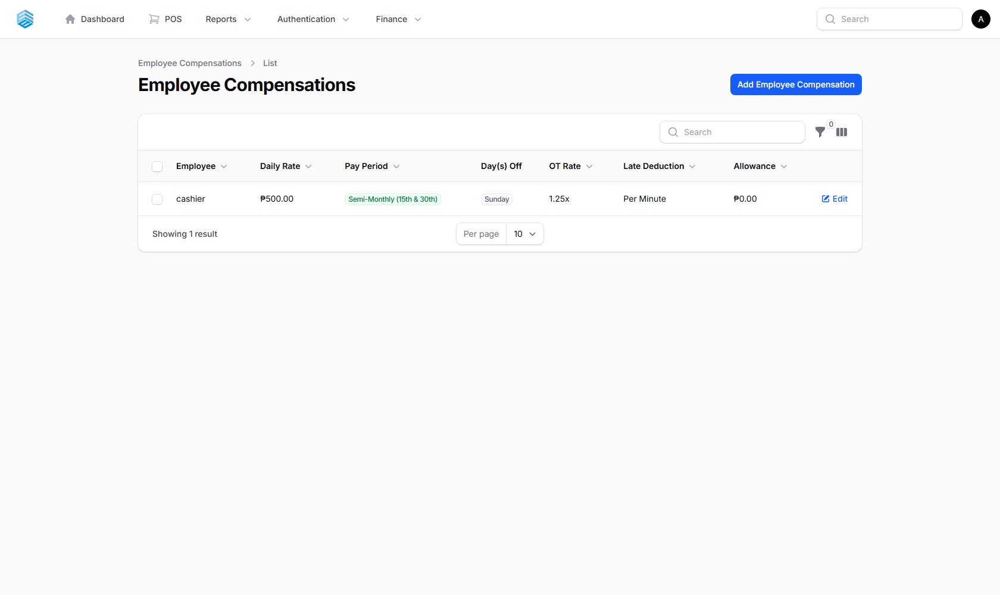 Dashboard POS Reports Authentication Finance Search A
Employee Compensations List
Employee Compensations Add Employee Compensation
Search 0
Employee Daily Rate Pay Period Day(s) Off OT Rate Late Deduction Allowance
cashier ₱500.00 Semi-Monthly (15th & 30th) Sunday 1.25x Per Minute ₱0.00 Edit
Showing 1 result Per page 10